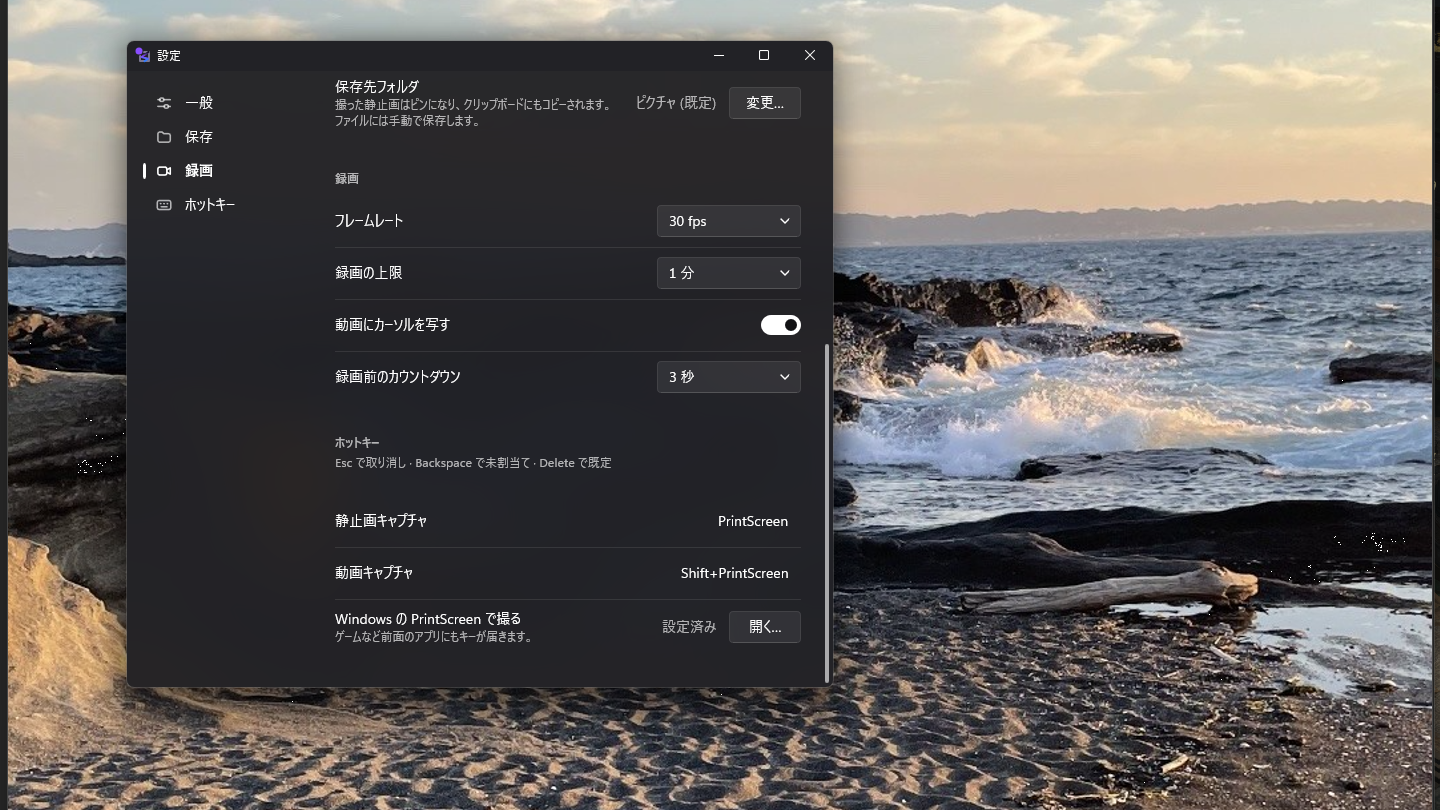 設定
一般
保存
録画
ホットキー
保存先フォルダ
撮った静止画はピンになり、クリップボードにもコピーされます。
ファイルには手動で保存します。
ピクチャ (既定)
変更...
録画
フレームレート
30 fps
録画の上限
1 分
動画にカーソルを写す
録画前のカウントダウン
3 秒
ホットキー
Esc で取り消し · Backspace で未割当て · Delete で既定
静止画キャプチャ
PrintScreen
動画キャプチャ
Shift+PrintScreen
Windows の PrintScreen で撮る
ゲームなど前面のアプリにもキーが届きます。
設定済み
開く...